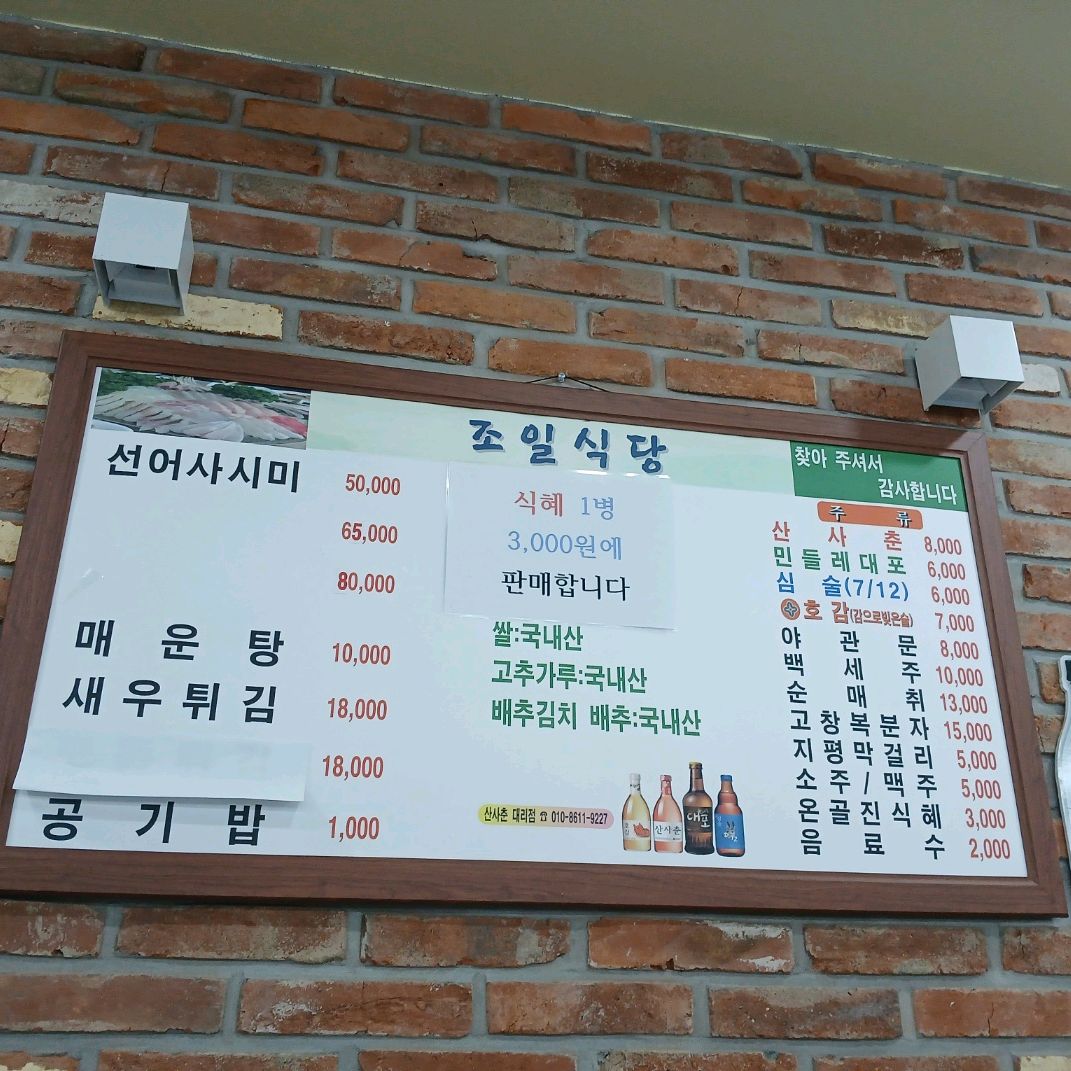 조일식당
찾아 주셔서
감사합니다
선어사시미 50,000
65,000
80,000
매운탕 10,000
새우튀김 18,000
18,000
공기밥 1,000
식혜 1병
3,000원에
판매합니다
쌀:국내산
고추가루:국내산
배추김치 배추:국내산
산사춘 대리점 ☎ 010-8611-9227
산사춘
대포
주류
산사춘 8,000
민들레대포 6,000
심술(7/12) 6,000
호감(감으로빚은술) 7,000
야관문 8,000
백세주 10,000
순매취 13,000
고창복분자 15,000
지평막걸리 5,000
소주/맥주 5,000
온골진식혜 3,000
음료수 2,000